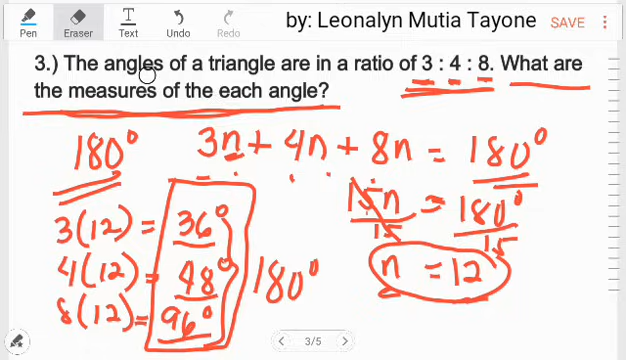 by: Leonalyn Mutia Tayone
SAVE
Pen
Eraser
Text
Undo
Redo
3.) The angles of a triangle are in a ratio of 3 : 4 : 8. What are
the measures of the each angle?
180°
3n + 4n + 8n = 180°
15n = 180°
15 15
n = 12
3(12) = 36°
4(12) = 48°
8(12) = 96°
180°
3/5